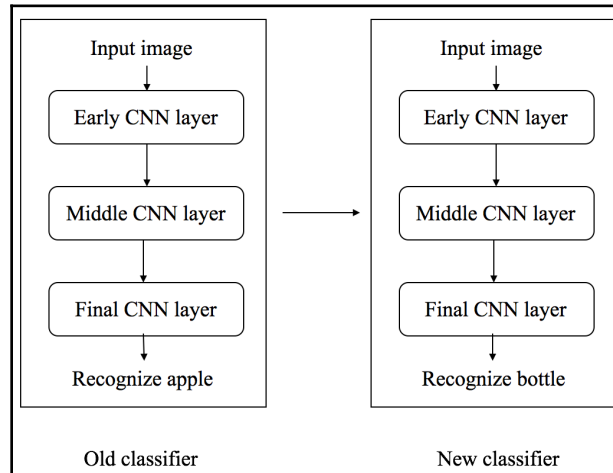 Input image
Early CNN layer
Middle CNN layer
Final CNN layer
Recognize apple
Old classifier
Input image
Early CNN layer
Middle CNN layer
Final CNN layer
Recognize bottle
New classifier